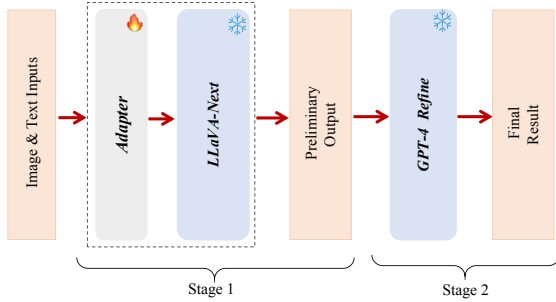 Image & Text Inputs
Adapter
LLaVA-Next
Preliminary
Output
GPT-4 Refine
Final
Result
Stage 1
Stage 2